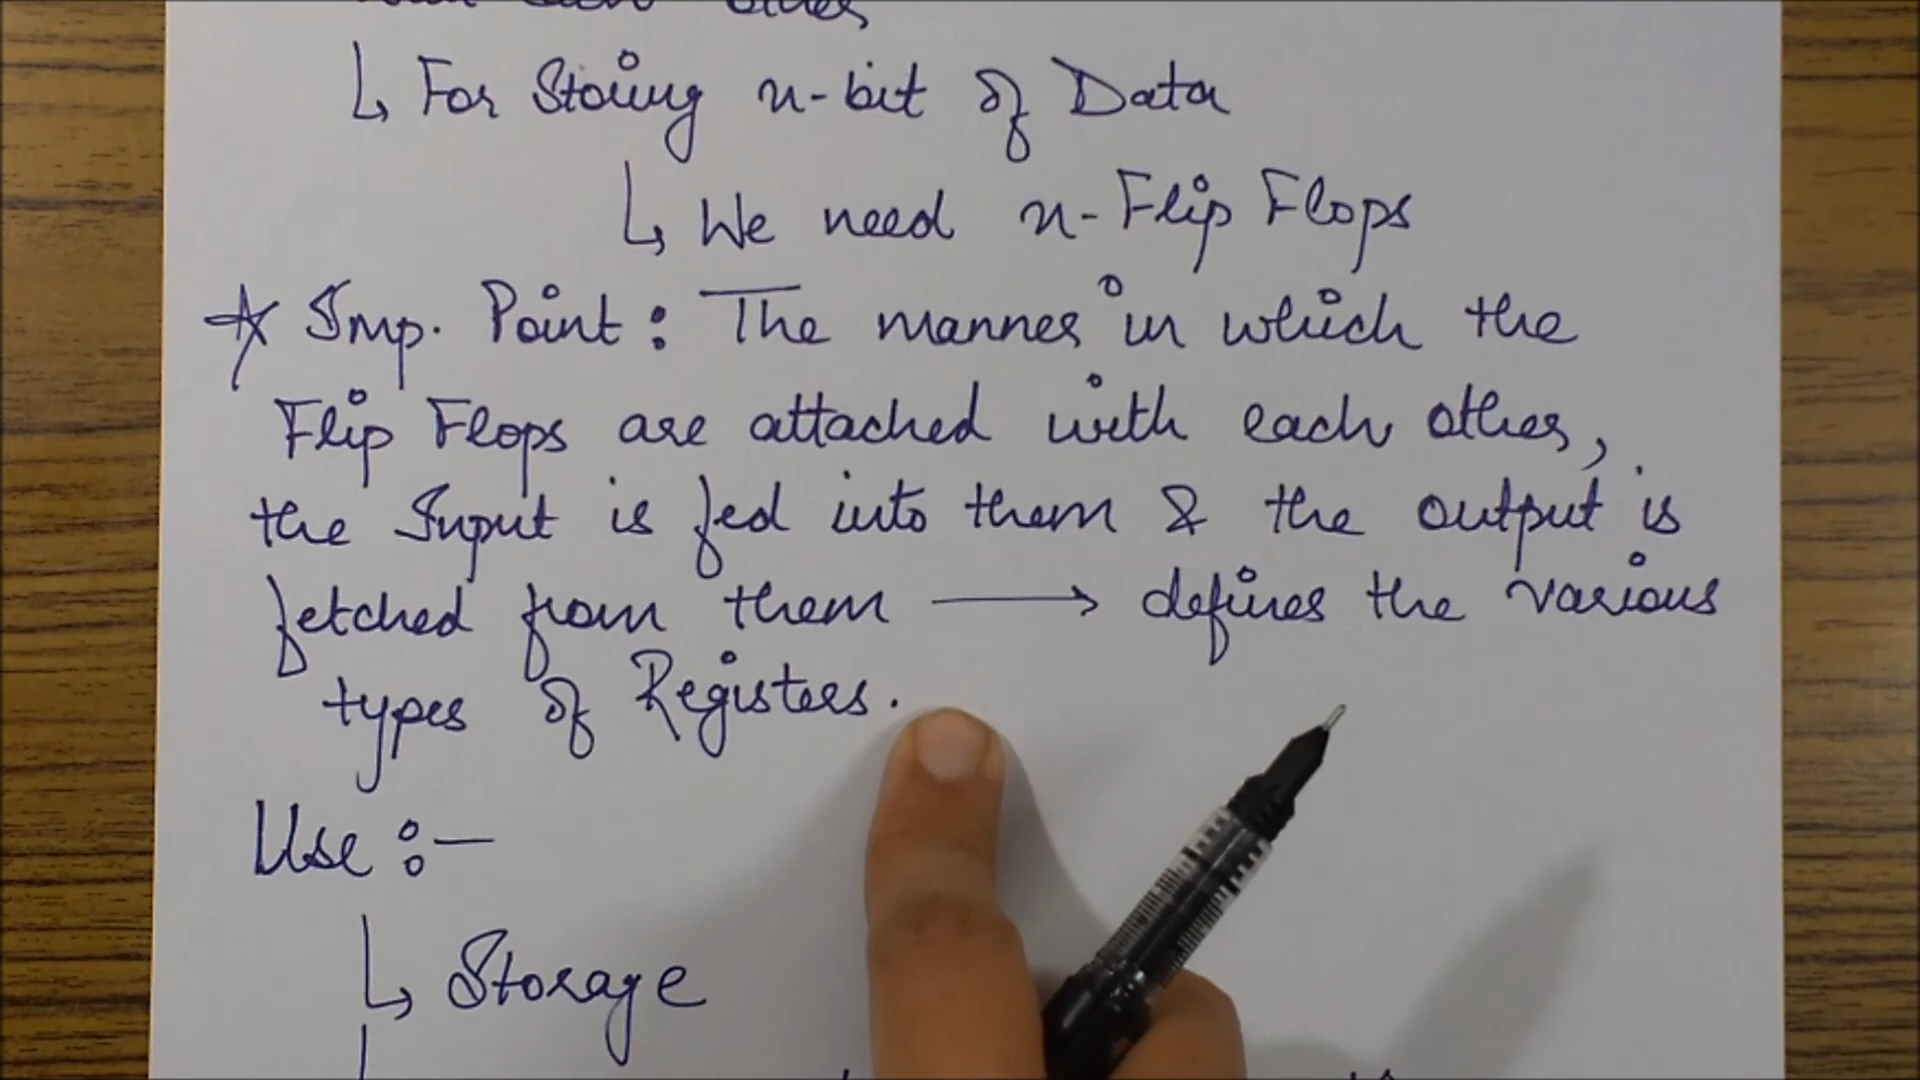 each other
↳ For Storing n-bit of Data
↳ We need n-Flip Flops
☆ Imp. Point: The manner in which the
Flip Flops are attached with each other,
the Input is fed into them & the output is
fetched from them → defines the various
types of Registers.
Use :-
↳ Storage